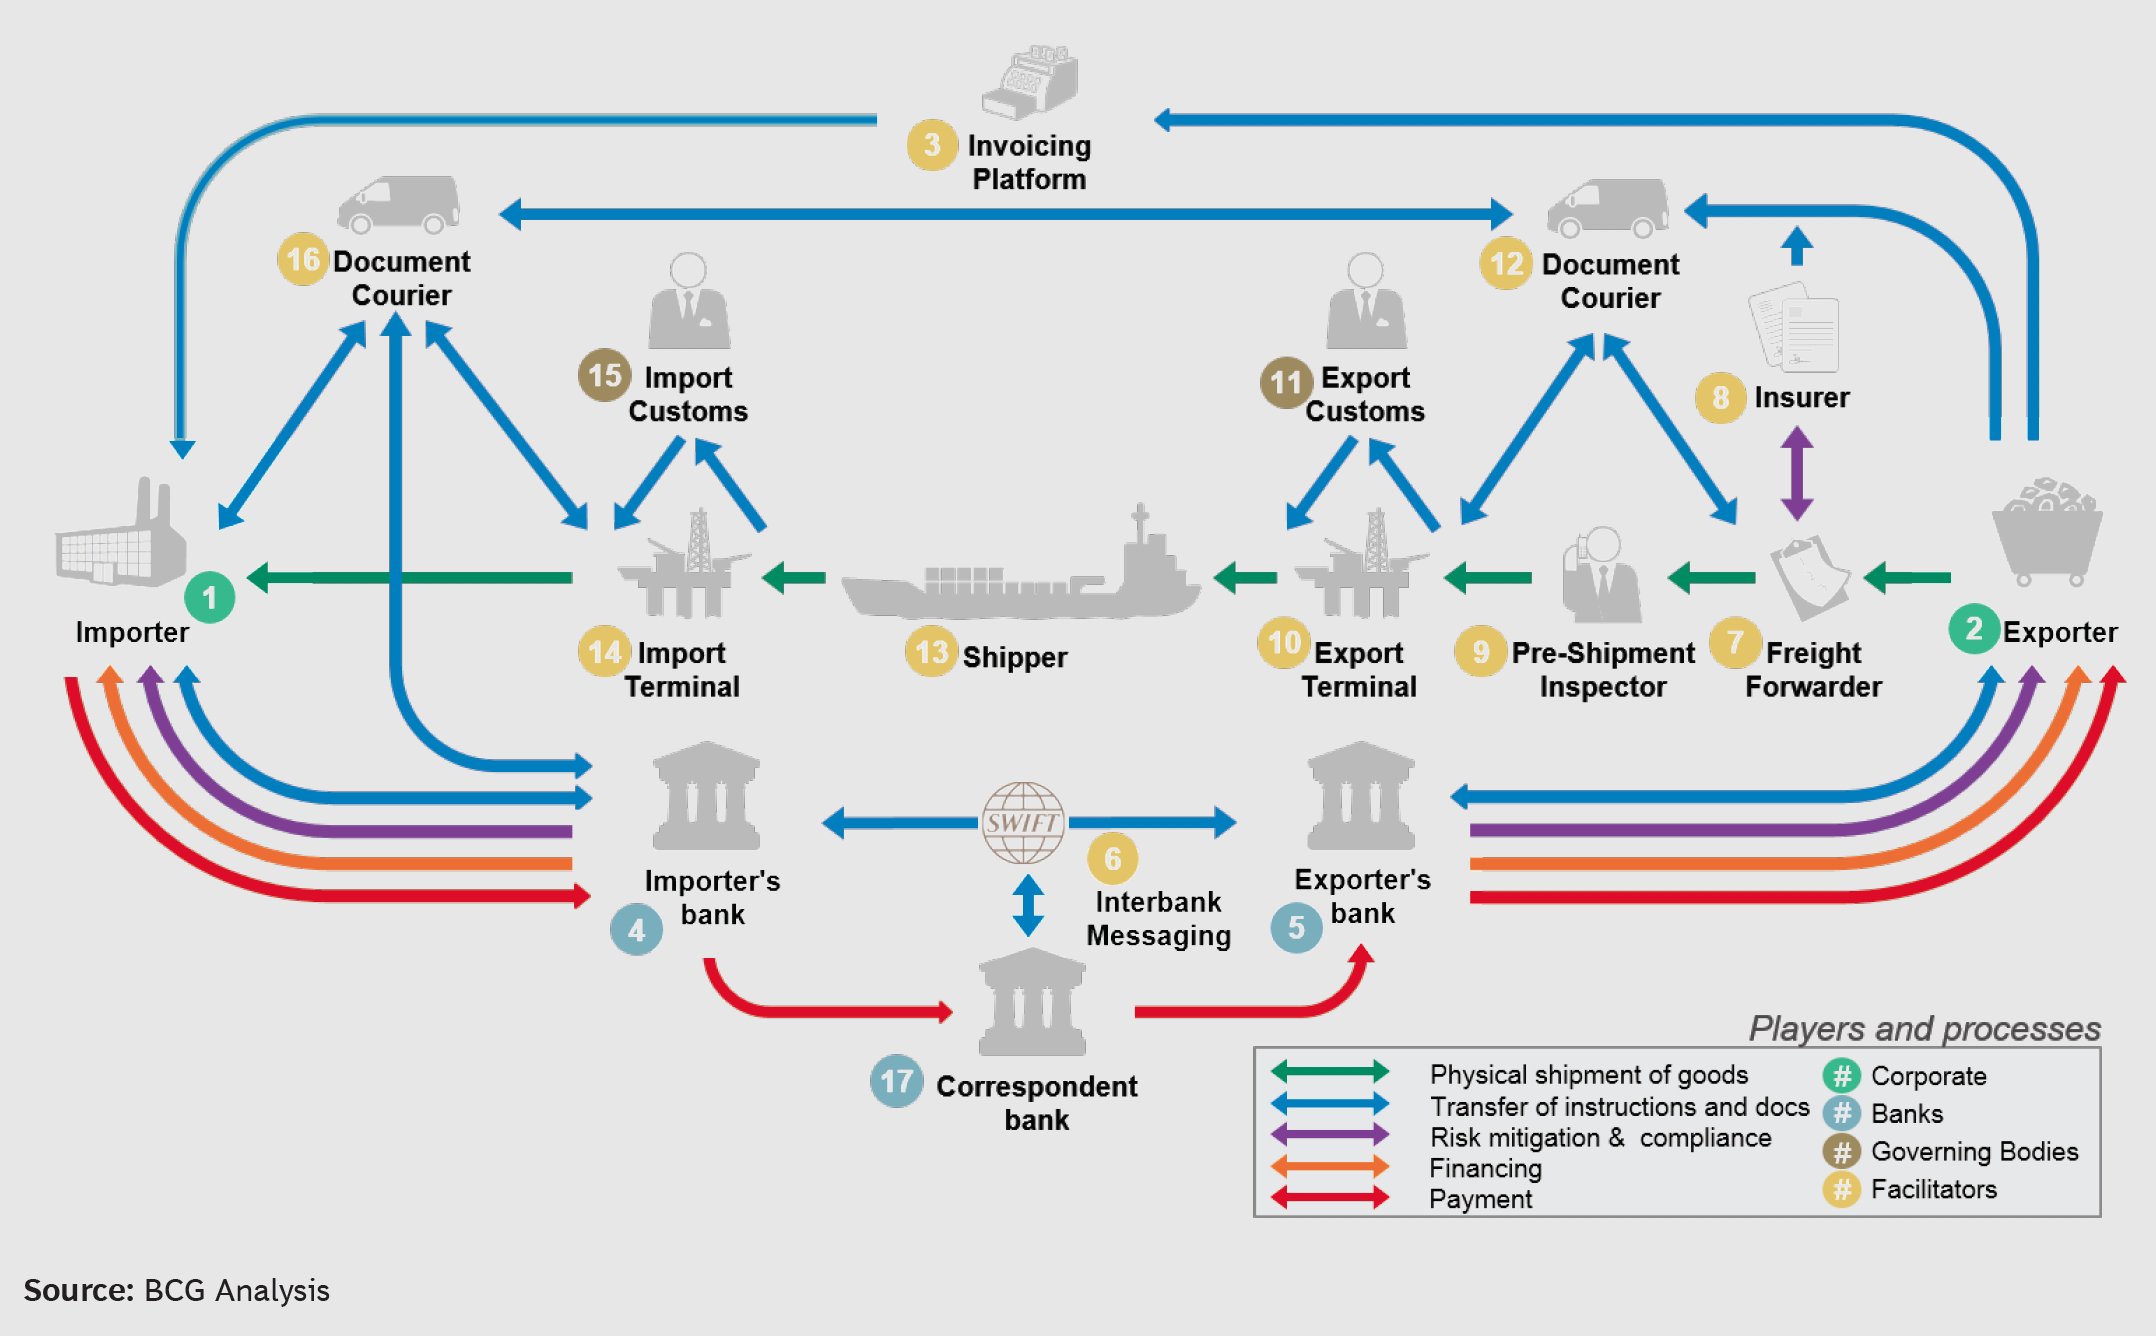 3 Invoicing
Platform
16 Document
Courier
12 Document
Courier
15 Import
Customs
11 Export
Customs
8 Insurer
1
Importer
14 Import
Terminal
13 Shipper
10 Export
Terminal
9 Pre-Shipment
Inspector
7 Freight
Forwarder
2 Exporter
SWIFT
6
Interbank
Messaging
Importer's
bank
4
Exporter's
bank
5
17 Correspondent
bank
Players and processes
Physical shipment of goods
Transfer of instructions and docs
Risk mitigation & compliance
Financing
Payment
# Corporate
# Banks
# Governing Bodies
# Facilitators
Source: BCG Analysis